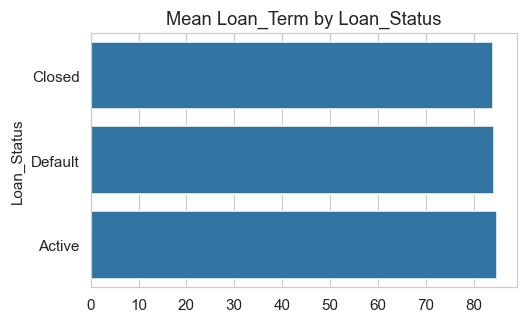 Mean Loan_Term by Loan_Status
Loan_Status
Closed
Default
Active
0 10 20 30 40 50 60 70 80